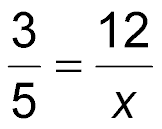 3/5 = 12/x